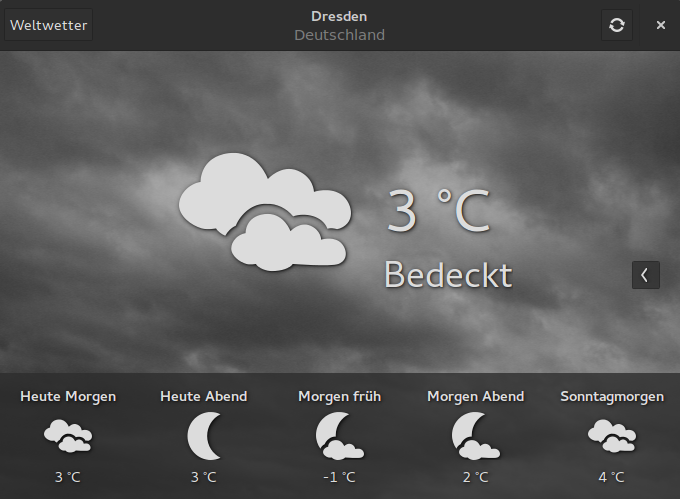 Weltwetter
Dresden
Deutschland
3 °C
Bedeckt
Heute Morgen
Heute Abend
Morgen früh
Morgen Abend
Sonntagmorgen
3 °C
3 °C
-1 °C
2 °C
4 °C